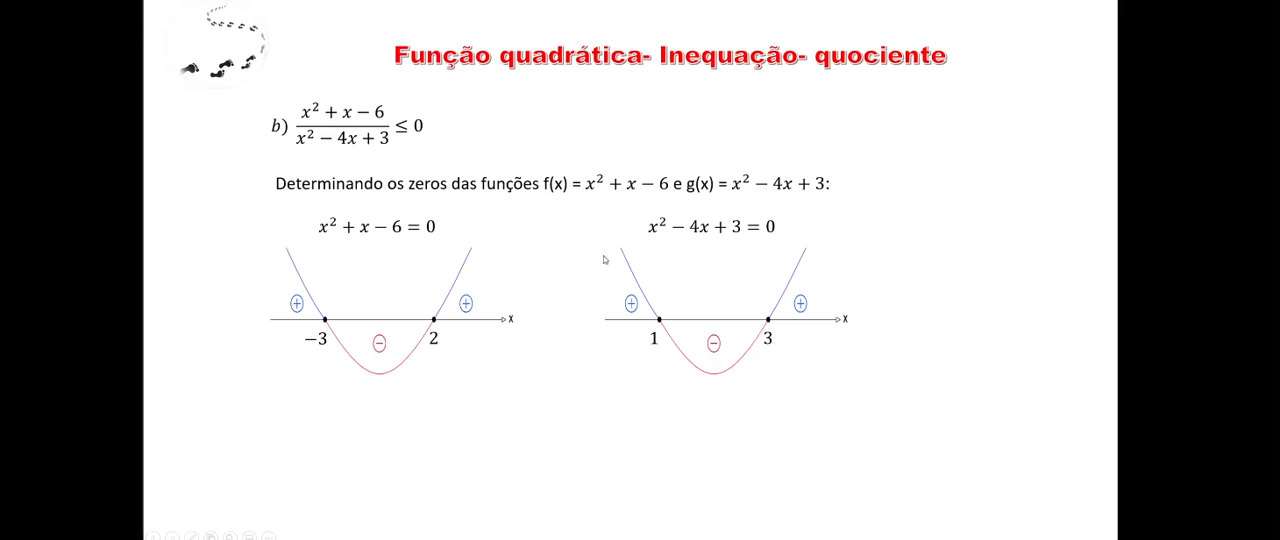 Função quadrática- Inequação- quociente
b) \frac{x² + x − 6}{x² − 4x + 3} ≤ 0
Determinando os zeros das funções f(x) = x² + x − 6 e g(x) = x² − 4x + 3:
x² + x − 6 = 0 x² − 4x + 3 = 0
+ + + +
x x
−3 − 2 1 − 3